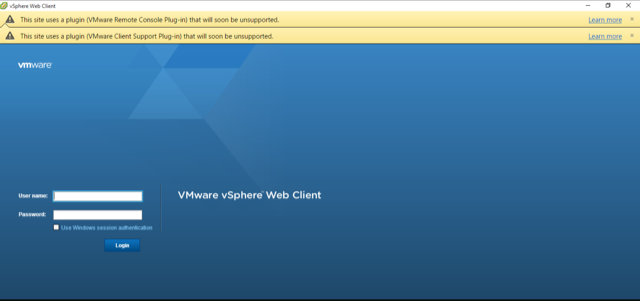 vSphere Web Client
This site uses a plugin (VMware Remote Console Plug-in) that will soon be unsupported. Learn more
This site uses a plugin (VMware Client Support Plug-in) that will soon be unsupported. Learn more
vmware
User name:
VMware vSphere Web Client
Password:
Use Windows session authentication
Login